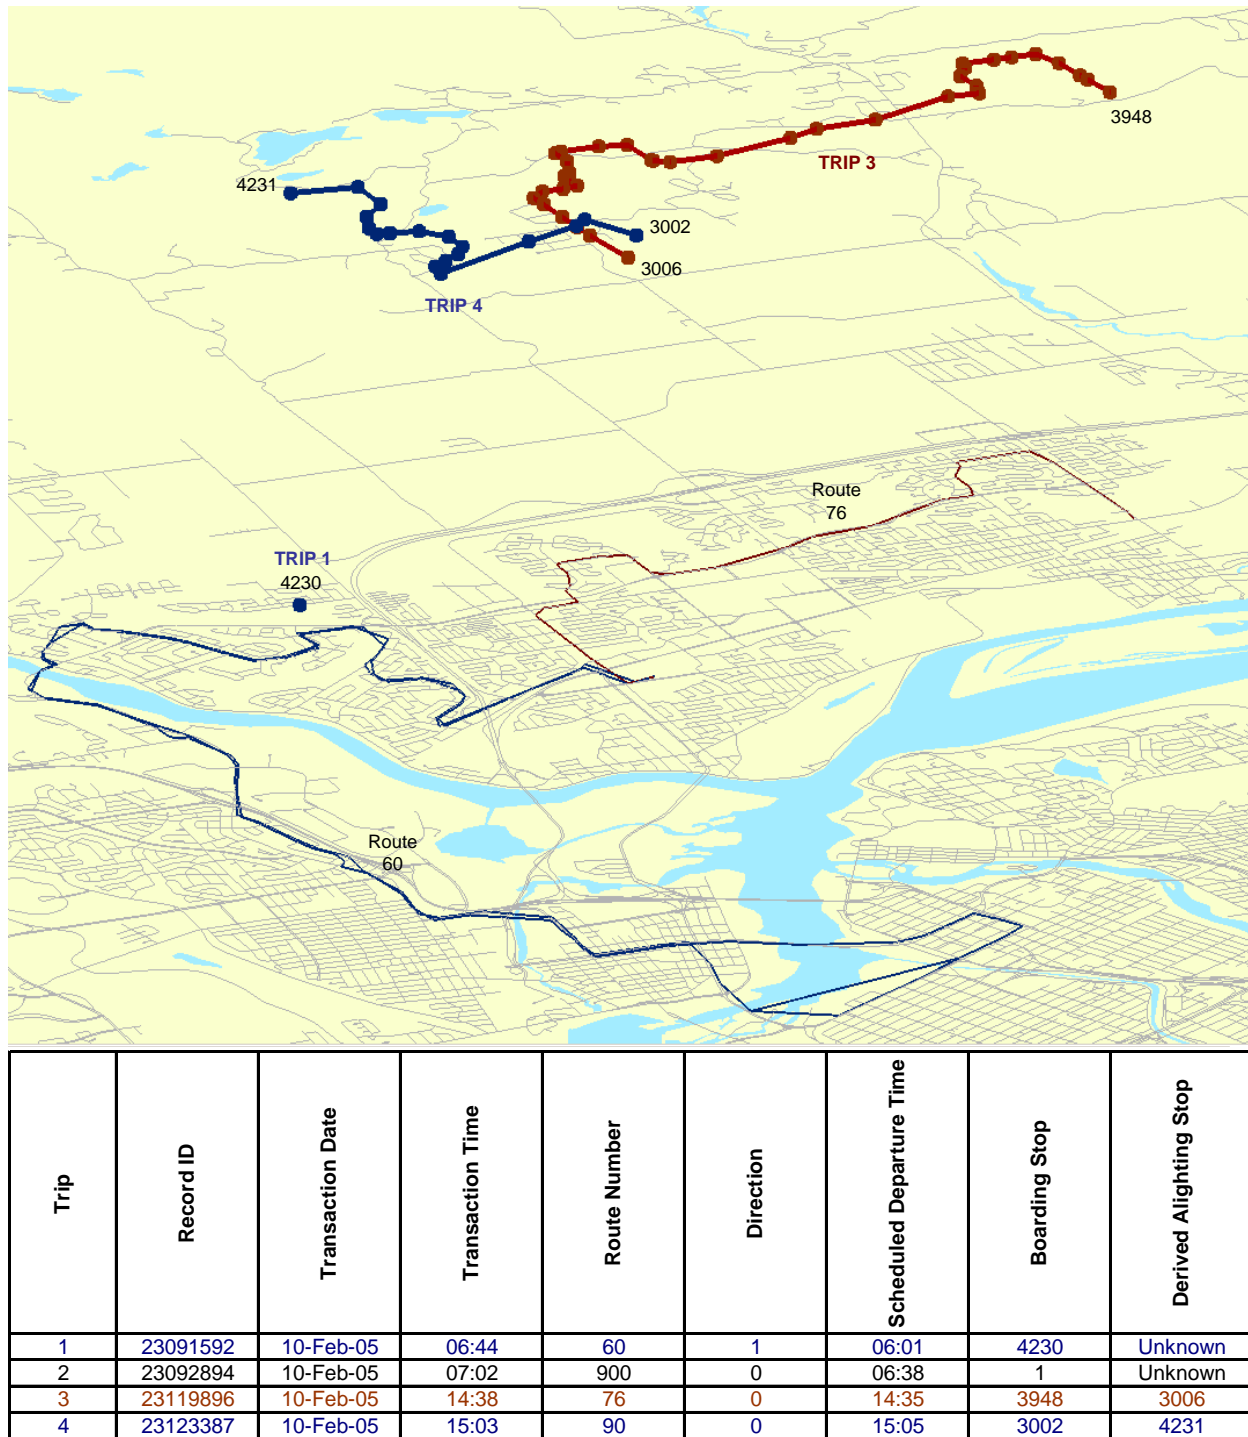 3948
TRIP 3
4231
3002
3006
TRIP 4
Route
76
TRIP 1
4230
Route
60
Trip Record ID Transaction Date Transaction Time Route Number Direction Scheduled Departure Time Boarding Stop Derived Alighting Stop
1 23091592 10-Feb-05 06:44 60 1 06:01 4230 Unknown
2 23092894 10-Feb-05 07:02 900 0 06:38 1 Unknown
3 23119896 10-Feb-05 14:38 76 0 14:35 3948 3006
4 23123387 10-Feb-05 15:03 90 0 15:05 3002 4231